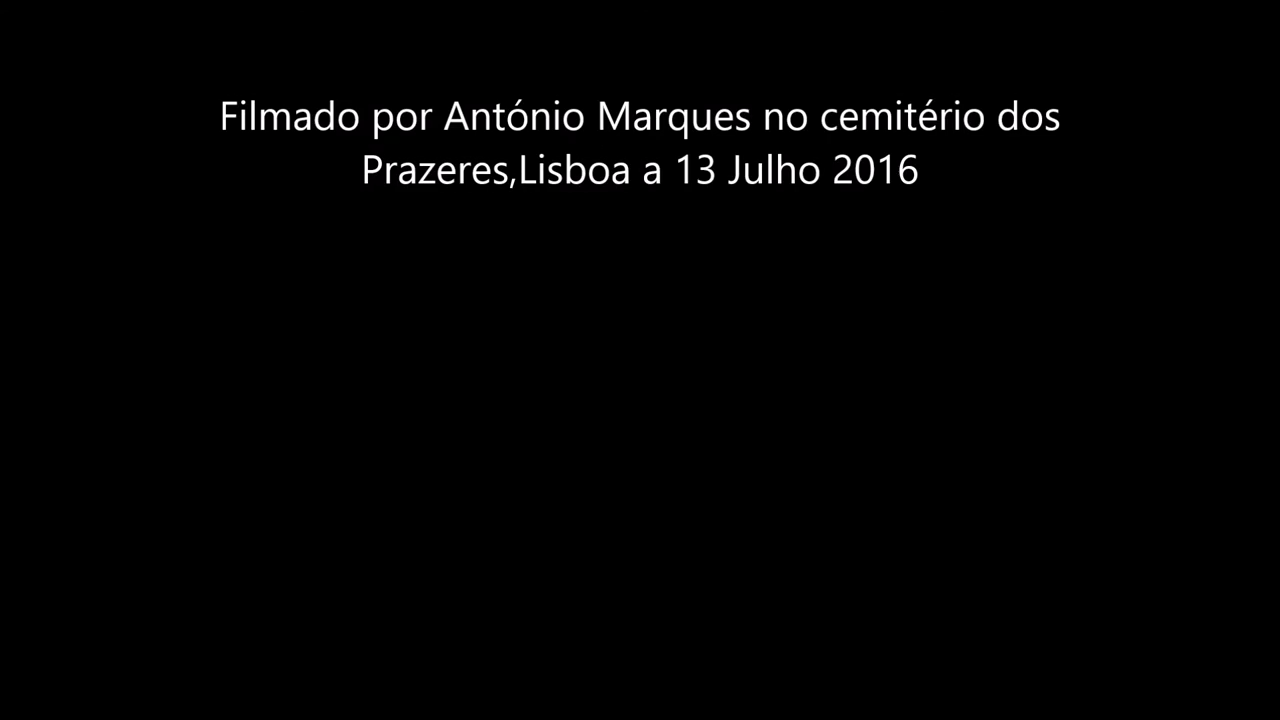 Filmado por António Marques no cemitério dos
Prazeres,Lisboa a 13 Julho 2016